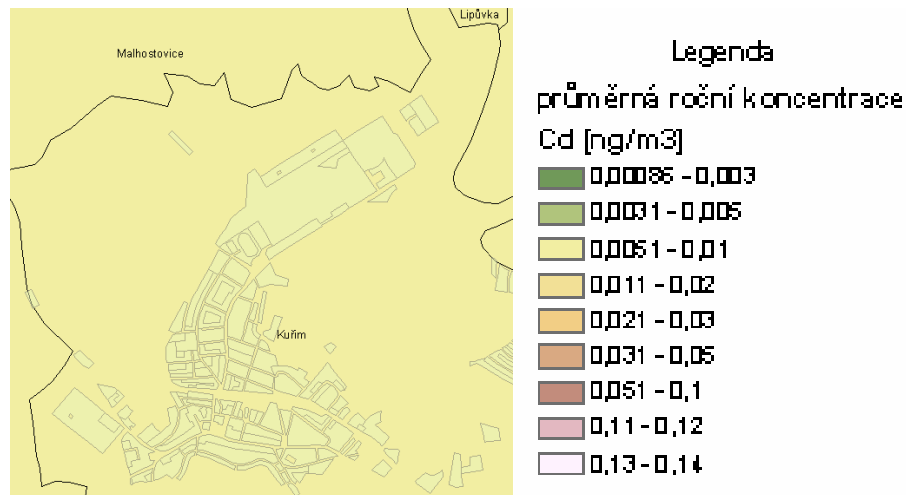 Lipůvka
Malhostovice
Kuřim
Legenda
průměrná roční koncentrace
Cd [ng/m3]
0,00086 - 0,003
0,0031 - 0,005
0,0051 - 0,01
0,011 - 0,02
0,021 - 0,03
0,031 - 0,05
0,051 - 0,1
0,11 - 0,12
0,13 - 0,14